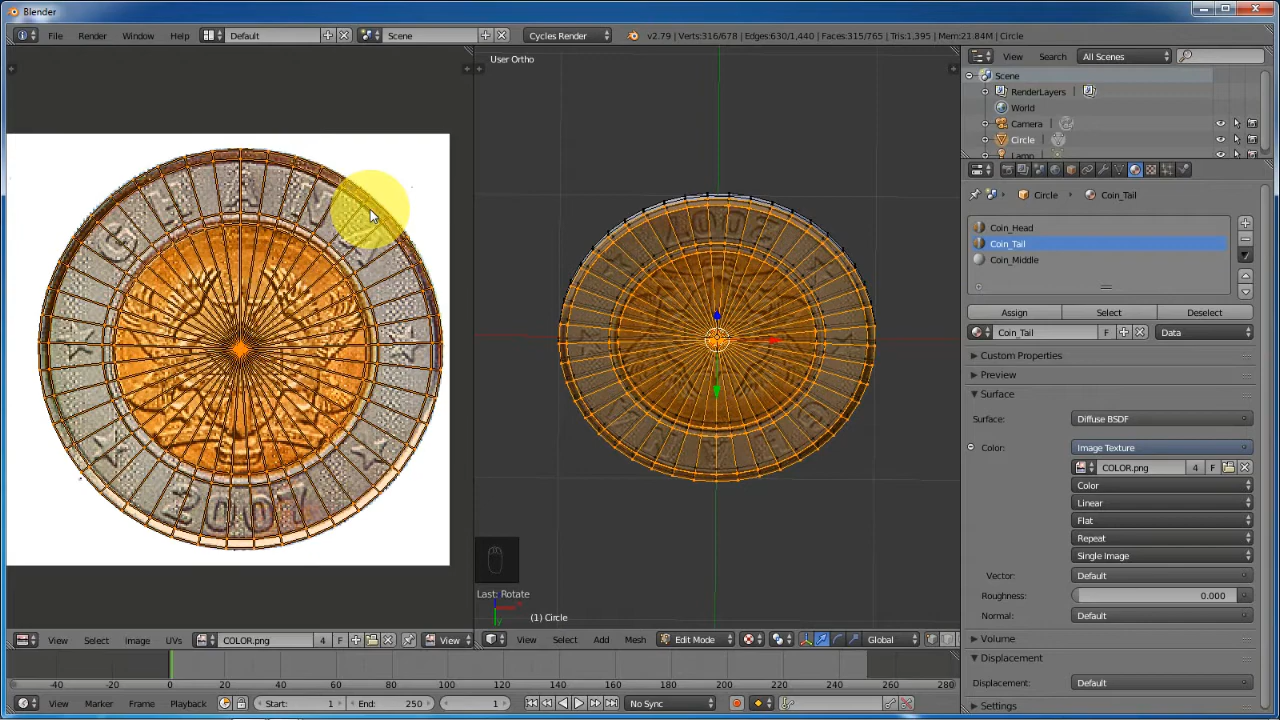 Blender
File Render Window Help Default Scene Cycles Render v2.79 | Verts:316/678 | Edges:630/1,440 | Faces:315/765 | Tris:1,395 | Mem:21.84M | Circle
User Ortho
View Search All Scenes
Scene
RenderLayers
World
Camera
Circle
Lamp
Circle Coin_Tail
Coin_Head
Coin_Tail
Coin_Middle
Assign Select Deselect
Coin_Tail F Data
Custom Properties
Preview
Surface
Surface: Diffuse BSDF
Color: Image Texture
COLOR.png 4 F
Color
Linear
Flat
Repeat
Single Image
Vector: Default
Roughness: 0.000
Normal: Default
Volume
Displacement
Displacement: Default
Settings
GHANA
2007
2007
GHANA
Last: Rotate
(1) Circle
View Select Image UVs COLOR.png 4 F View
View Select Add Mesh Edit Mode Global
-40 -20 0 20 40 60 80 100 120 140 160 180 200 220 240 260 280
View Marker Frame Playback Start: 1 End: 250 1 No Sync